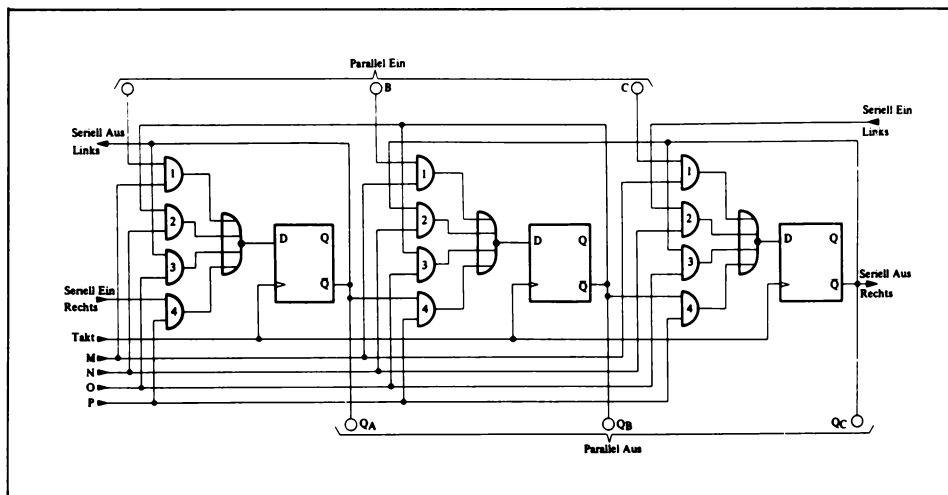 Parallel Ein
B
C
Seriell Ein
Links
Seriell Aus
Links
1
1
1
2
2
2
3
3
3
4
4
4
D Q
Q̅
D Q
Q̅
D Q
Q̅
Seriell Ein
Rechts
Seriell Aus
Rechts
Takt
M
N
O
P
QA
QB
QC
Parallel Aus